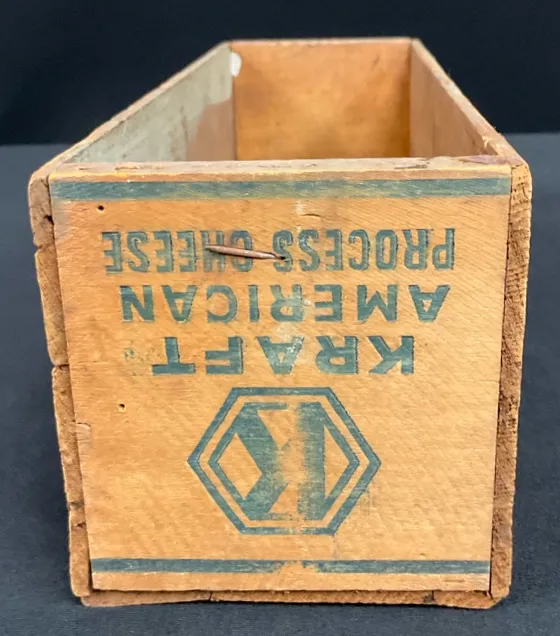 K
KRAFT
AMERICAN
PROCESS CHEESE